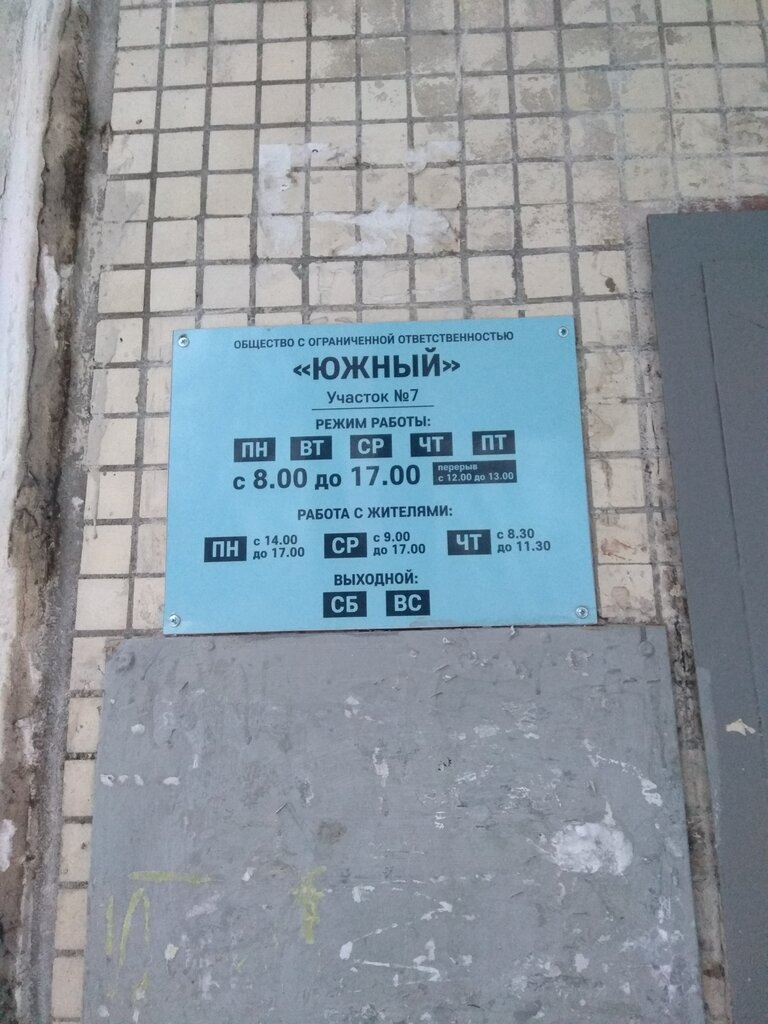 ОБЩЕСТВО С ОГРАНИЧЕННОЙ ОТВЕТСТВЕННОСТЬЮ
«ЮЖНЫЙ»
Участок №7
РЕЖИМ РАБОТЫ:
ПН ВТ СР ЧТ ПТ
с 8.00 до 17.00 перерыв
с 12.00 до 13.00
РАБОТА С ЖИТЕЛЯМИ:
ПН с 14.00 до 17.00 СР с 9.00 до 17.00 ЧТ с 8.30 до 11.30
ВЫХОДНОЙ:
СБ ВС